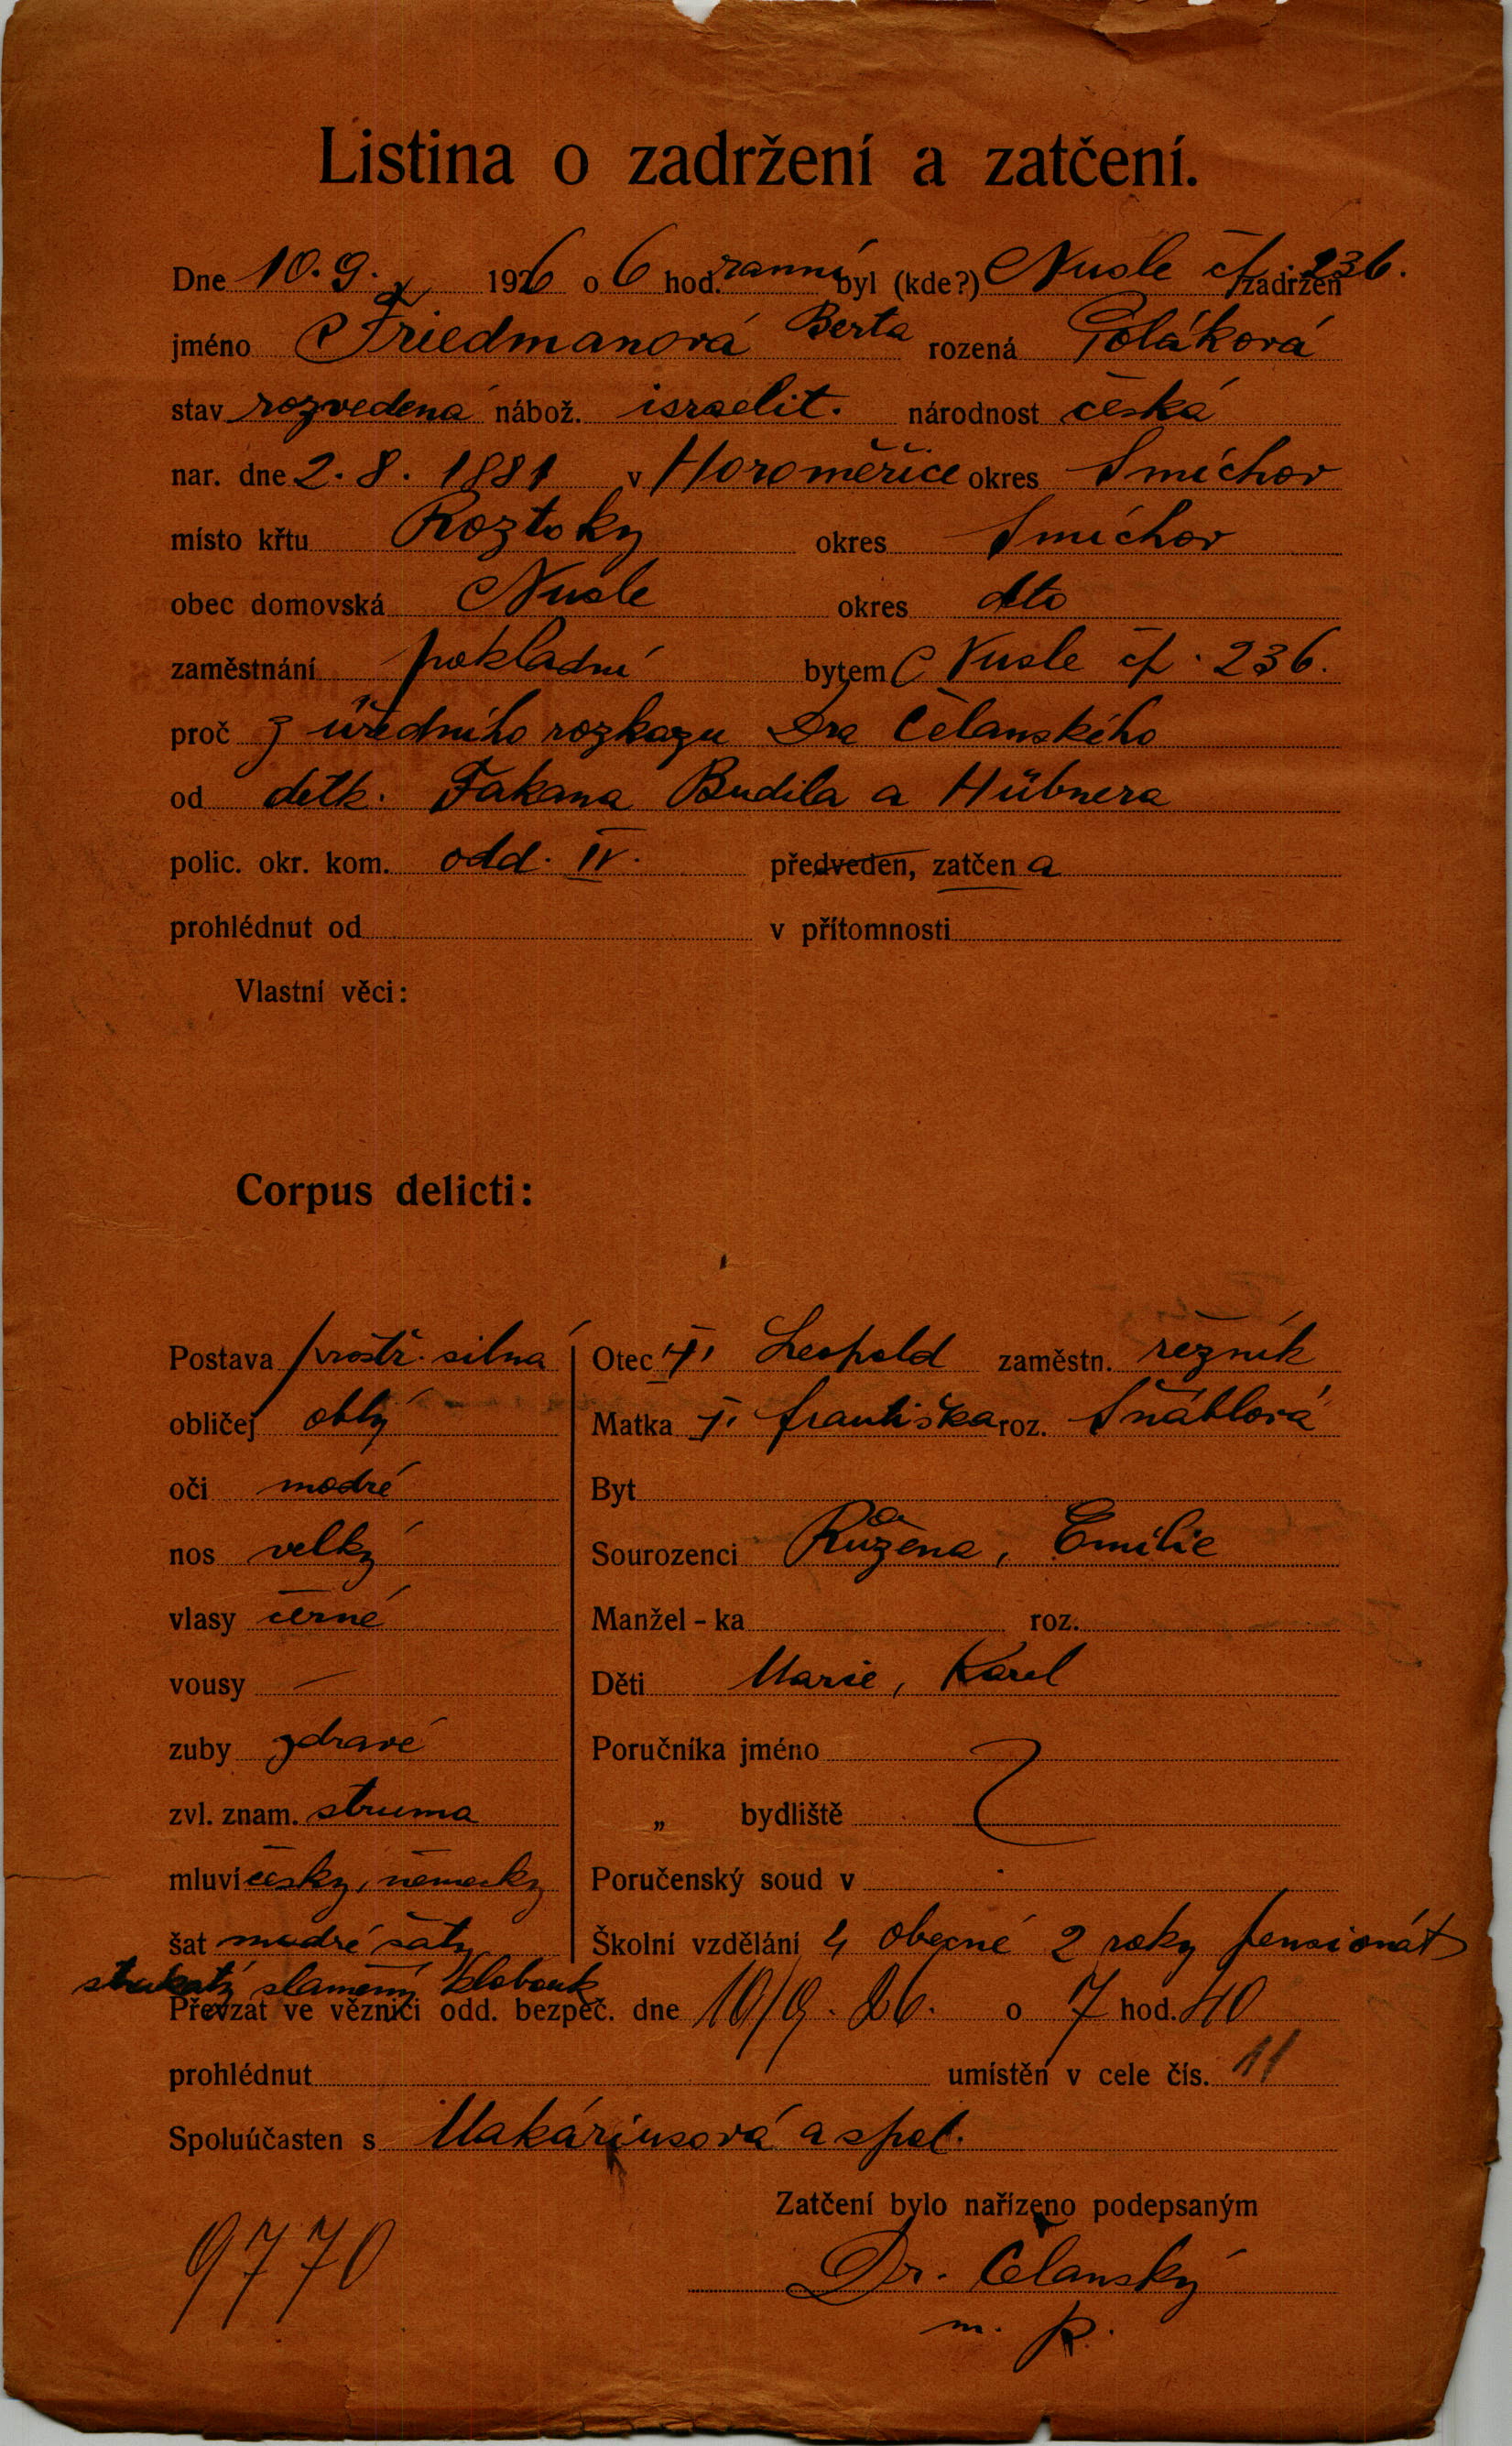 Listina o zadržení a zatčení.
Dne 10.9. 1926 o 6 hod. ranní byl (kde?) Nusle čp. 236. zadržen
jméno Friedmanová Berta rozená Poláková
stav rozvedená nábož. israelit. národnost česká
nar. dne 2. 8. 1881 v Horoměřice okres Smíchov
místo křtu Roztoky okres Smíchov
obec domovská Nusle okres dto
zaměstnání pokladní bytem Nusle čp. 236.
proč z úředního rozkazu Dra Čelanského
od detk. Fakana Budila a Hübnera
polic. okr. kom. odd. IV. předveden, zatčen a
prohlédnut od v přítomnosti
Vlastní věci:
Corpus delicti:
Postava prostř. silná Otec †. Leopold zaměstn. řezník
obličej oblý Matka †. Františka roz. Šnáblová
oči modré Byt
nos velký Sourozenci Růžena, Emilie
vlasy černé Manžel - ka roz.
vousy — Děti Marie, Karel
zuby zdravé Poručníka jméno
zvl. znam. struma „ bydliště
mluví česky, německy Poručenský soud v
šat modré šaty Školní vzdělání 4 obecné 2 roky pensionát
slaměný klobouk
Převzat ve věznici odd. bezpeč. dne 10/9. 26. o 7 hod. 40
prohlédnut umístěn v cele čís. 11
Spoluúčasten s Makáriusová a spol.
Zatčení bylo nařízeno podepsaným
9770 Dr. Čelanský
m. p.